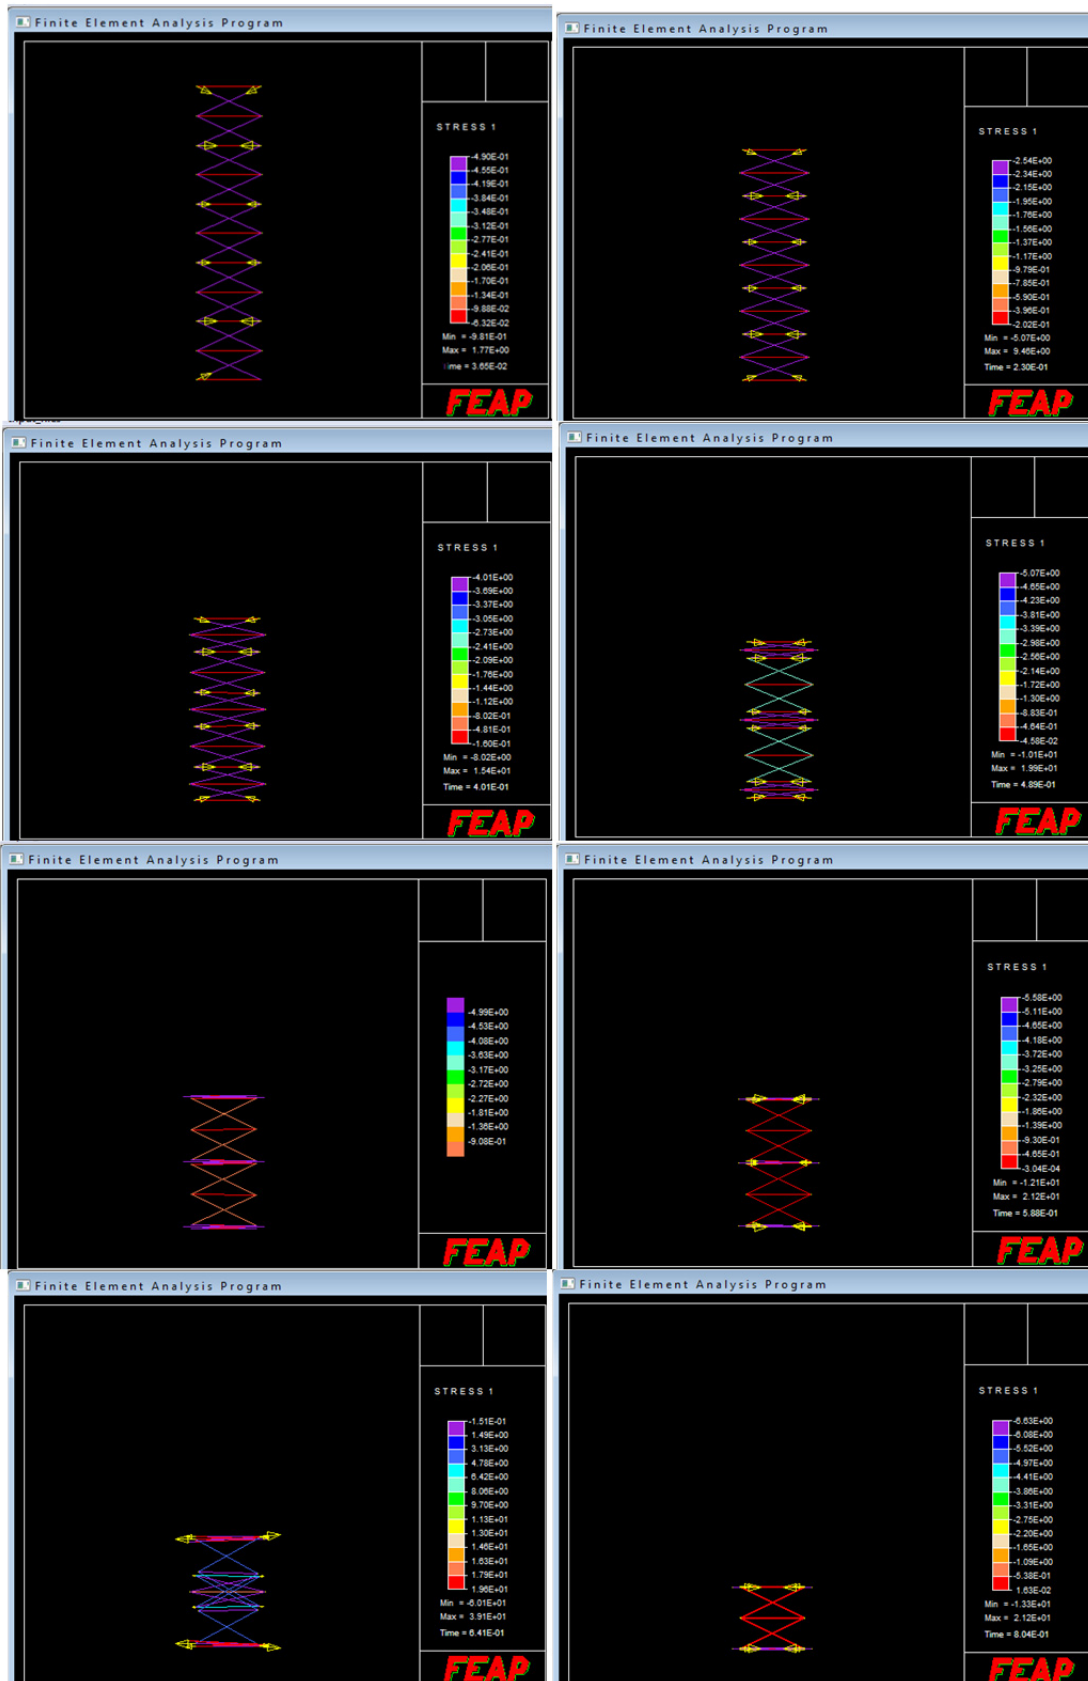 Finite Element Analysis Program
STRESS 1
-4.90E-01
-4.55E-01
-4.19E-01
-3.84E-01
-3.48E-01
-3.12E-01
-2.77E-01
-2.41E-01
-2.06E-01
-1.70E-01
-1.34E-01
-9.88E-02
-6.32E-02
Min = -9.81E-01
Max = 1.77E+00
ime = 3.65E-02
FEAP
Finite Element Analysis Program
STRESS 1
-2.54E+00
-2.34E+00
-2.15E+00
-1.95E+00
-1.76E+00
-1.56E+00
-1.37E+00
-1.17E+00
-9.79E-01
-7.85E-01
-5.90E-01
-3.96E-01
-2.02E-01
Min = -5.07E+00
Max = 9.46E+00
Time = 2.30E-01
FEAP
Finite Element Analysis Program
STRESS 1
-4.01E+00
-3.69E+00
-3.37E+00
-3.05E+00
-2.73E+00
-2.41E+00
-2.09E+00
-1.76E+00
-1.44E+00
-1.12E+00
-8.02E-01
-4.81E-01
-1.60E-01
Min = -8.02E+00
Max = 1.54E+01
Time = 4.01E-01
FEAP
Finite Element Analysis Program
STRESS 1
-5.07E+00
-4.65E+00
-4.23E+00
-3.81E+00
-3.39E+00
-2.98E+00
-2.56E+00
-2.14E+00
-1.72E+00
-1.30E+00
-8.83E-01
-4.64E-01
-4.58E-02
Min = -1.01E+01
Max = 1.99E+01
Time = 4.89E-01
FEAP
Finite Element Analysis Program
-4.99E+00
-4.53E+00
-4.08E+00
-3.63E+00
-3.17E+00
-2.72E+00
-2.27E+00
-1.81E+00
-1.36E+00
-9.08E-01
FEAP
Finite Element Analysis Program
STRESS 1
-5.58E+00
-5.11E+00
-4.65E+00
-4.18E+00
-3.72E+00
-3.25E+00
-2.79E+00
-2.32E+00
-1.86E+00
-1.39E+00
-9.30E-01
-4.65E-01
-3.04E-04
Min = -1.21E+01
Max = 2.12E+01
Time = 5.88E-01
FEAP
Finite Element Analysis Program
STRESS 1
-1.51E-01
1.49E+00
3.13E+00
4.78E+00
6.42E+00
8.06E+00
9.70E+00
1.13E+01
1.30E+01
1.46E+01
1.63E+01
1.79E+01
1.96E+01
Min = -6.01E+01
Max = 3.91E+01
Time = 6.41E-01
FEAP
Finite Element Analysis Program
STRESS 1
-6.63E+00
-6.08E+00
-5.52E+00
-4.97E+00
-4.41E+00
-3.86E+00
-3.31E+00
-2.75E+00
-2.20E+00
-1.65E+00
-1.09E+00
-5.38E-01
1.63E-02
Min = -1.33E+01
Max = 2.12E+01
Time = 8.04E-01
FEAP